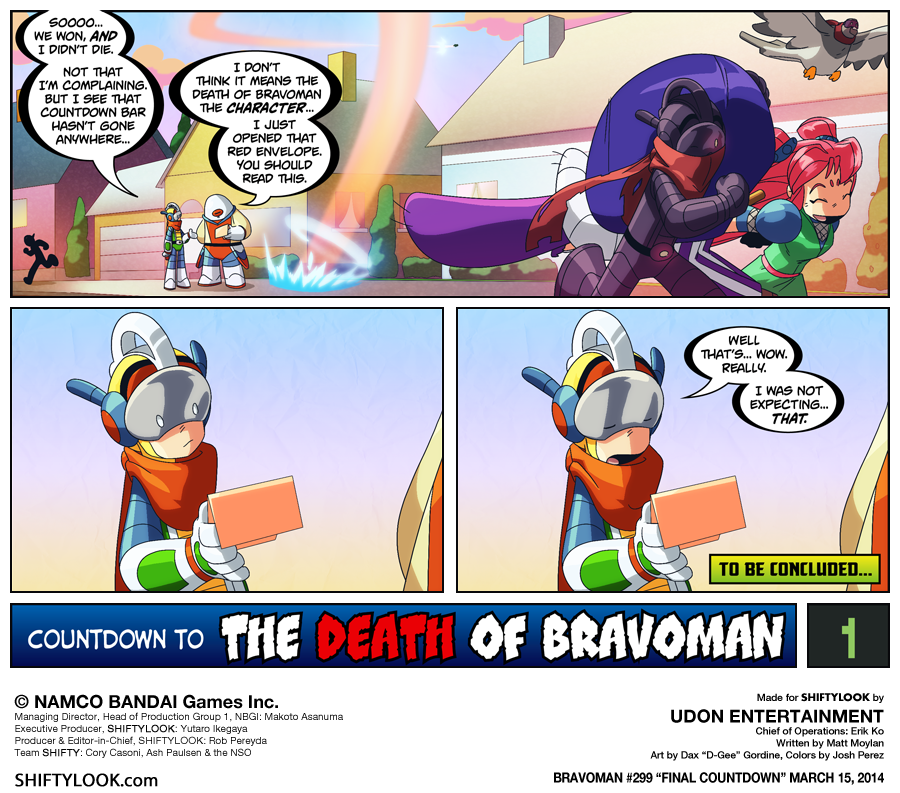 SOOOO...
WE WON, AND
I DIDN'T DIE.
NOT THAT
I'M COMPLAINING.
BUT I SEE THAT
COUNTDOWN BAR
HASN'T GONE
ANYWHERE...
I DON'T
THINK IT MEANS THE
DEATH OF BRAVOMAN
THE CHARACTER...
I JUST
OPENED THAT
RED ENVELOPE.
YOU SHOULD
READ THIS.
WELL
THAT'S... WOW.
REALLY.
I WAS NOT
EXPECTING...
THAT.
TO BE CONCLUDED...
COUNTDOWN TO THE DEATH OF BRAVOMAN 1
© NAMCO BANDAI Games Inc.
Managing Director, Head of Production Group 1, NBGI: Makoto Asanuma
Executive Producer, SHIFTYLOOK: Yutaro Ikegaya
Producer & Editor-in-Chief, SHIFTYLOOK: Rob Pereyda
Team SHIFTY: Cory Casoni, Ash Paulsen & the NSO
SHIFTYLOOK.com
Made for SHIFTYLOOK by
UDON ENTERTAINMENT
Chief of Operations: Erik Ko
Written by Matt Moylan
Art by Dax "D-Gee" Gordine, Colors by Josh Perez
BRAVOMAN #299 "FINAL COUNTDOWN" MARCH 15, 2014